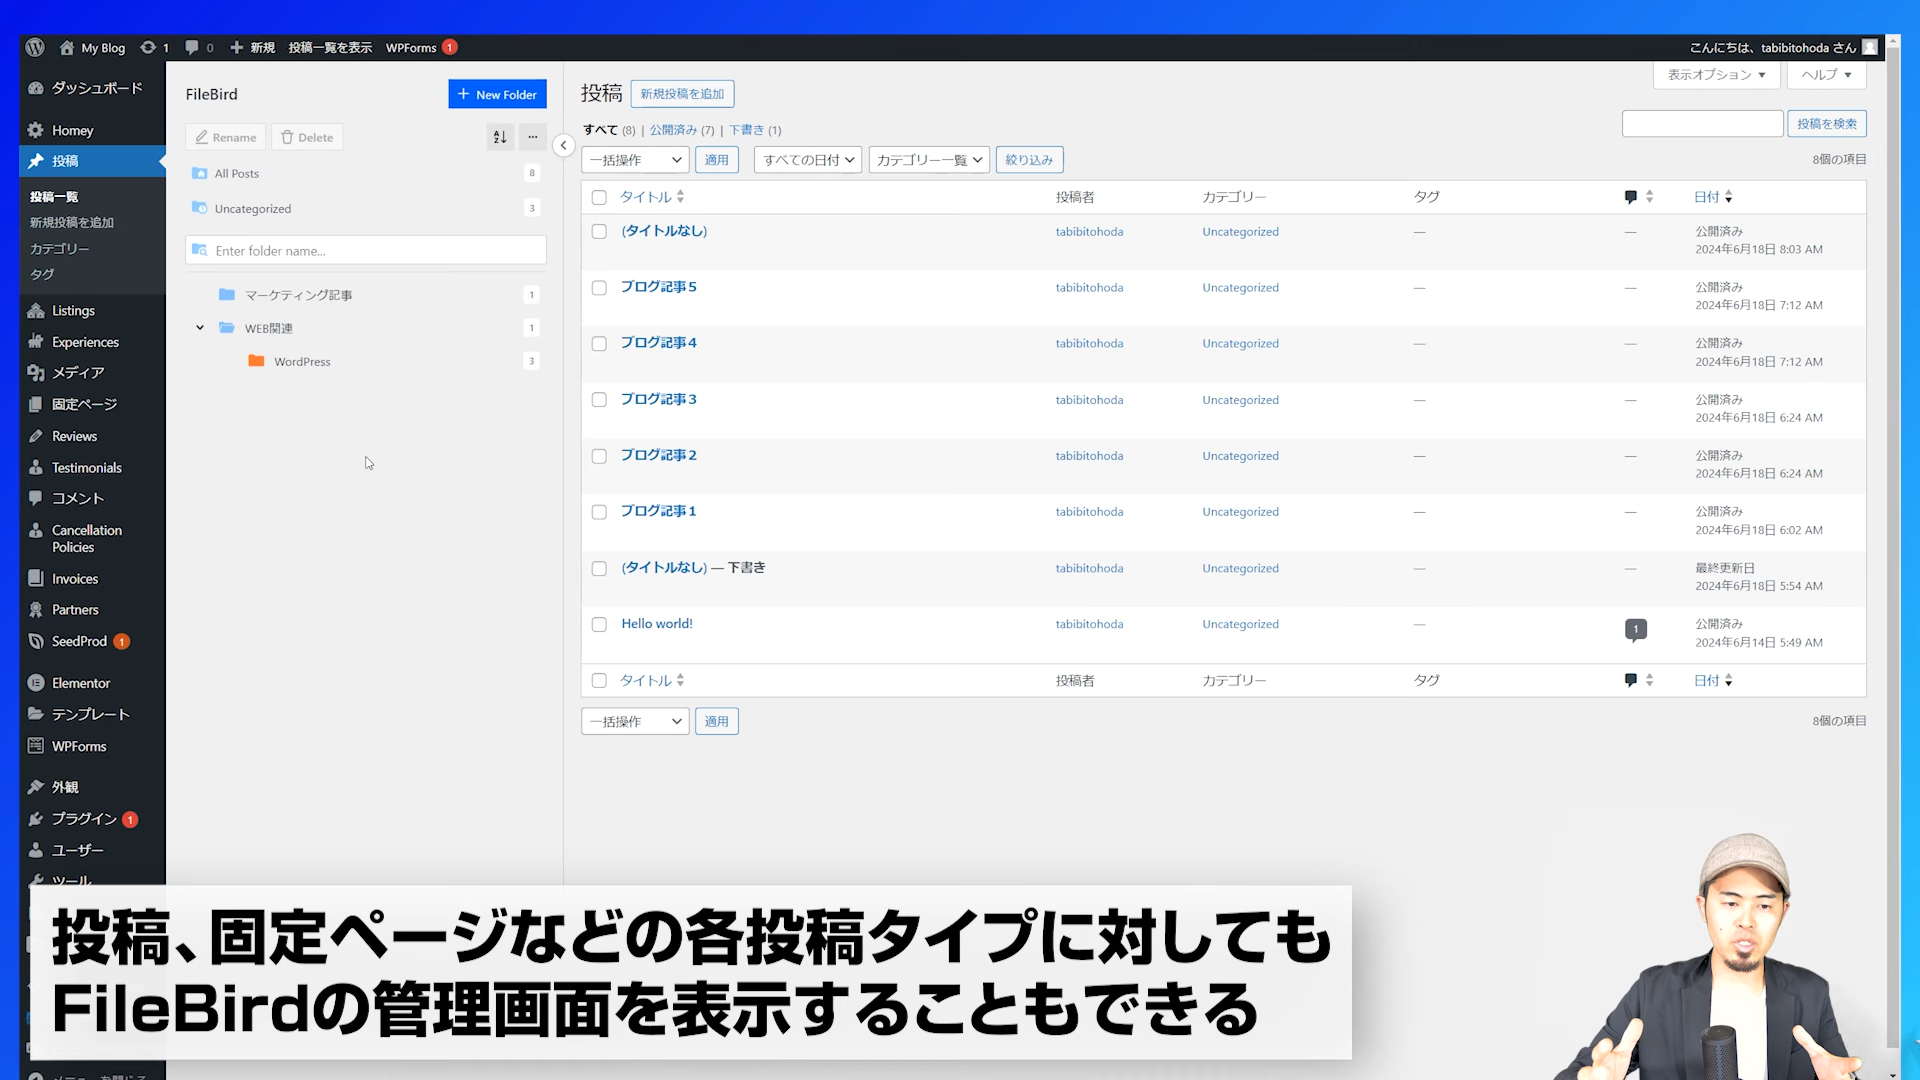 My Blog 1 0 新規 投稿一覧を表示 WPForms 1 こんにちは、tabibitohoda さん
表示オプション ヘルプ
ダッシュボード
Homey
投稿
投稿一覧
新規投稿を追加
カテゴリー
タグ
Listings
Experiences
メディア
固定ページ
Reviews
Testimonials
コメント
Cancellation
Policies
Invoices
Partners
SeedProd 1
Elementor
テンプレート
WPForms
外観
プラグイン 1
ユーザー
ツール
FileBird New Folder
Rename Delete
All Posts 8
Uncategorized 3
Enter folder name...
マーケティング記事 1
WEB関連 1
WordPress 3
投稿 新規投稿を追加
すべて (8) | 公開済み (7) | 下書き (1)
投稿を検索
一括操作 適用 すべての日付 カテゴリー一覧 絞り込み 8個の項目
タイトル 投稿者 カテゴリー タグ 日付
(タイトルなし) tabibitohoda Uncategorized — — 公開済み
2024年6月18日 8:03 AM
ブログ記事5 tabibitohoda Uncategorized — — 公開済み
2024年6月18日 7:12 AM
ブログ記事4 tabibitohoda Uncategorized — — 公開済み
2024年6月18日 7:12 AM
ブログ記事3 tabibitohoda Uncategorized — — 公開済み
2024年6月18日 6:24 AM
ブログ記事2 tabibitohoda Uncategorized — — 公開済み
2024年6月18日 6:24 AM
ブログ記事1 tabibitohoda Uncategorized — — 公開済み
2024年6月18日 6:02 AM
(タイトルなし) — 下書き tabibitohoda Uncategorized — — 最終更新日
2024年6月18日 5:54 AM
Hello world! tabibitohoda Uncategorized — 1 公開済み
2024年6月14日 5:49 AM
タイトル 投稿者 カテゴリー タグ 日付
一括操作 適用 8個の項目
投稿、固定ページなどの各投稿タイプに対しても
FileBirdの管理画面を表示することもできる